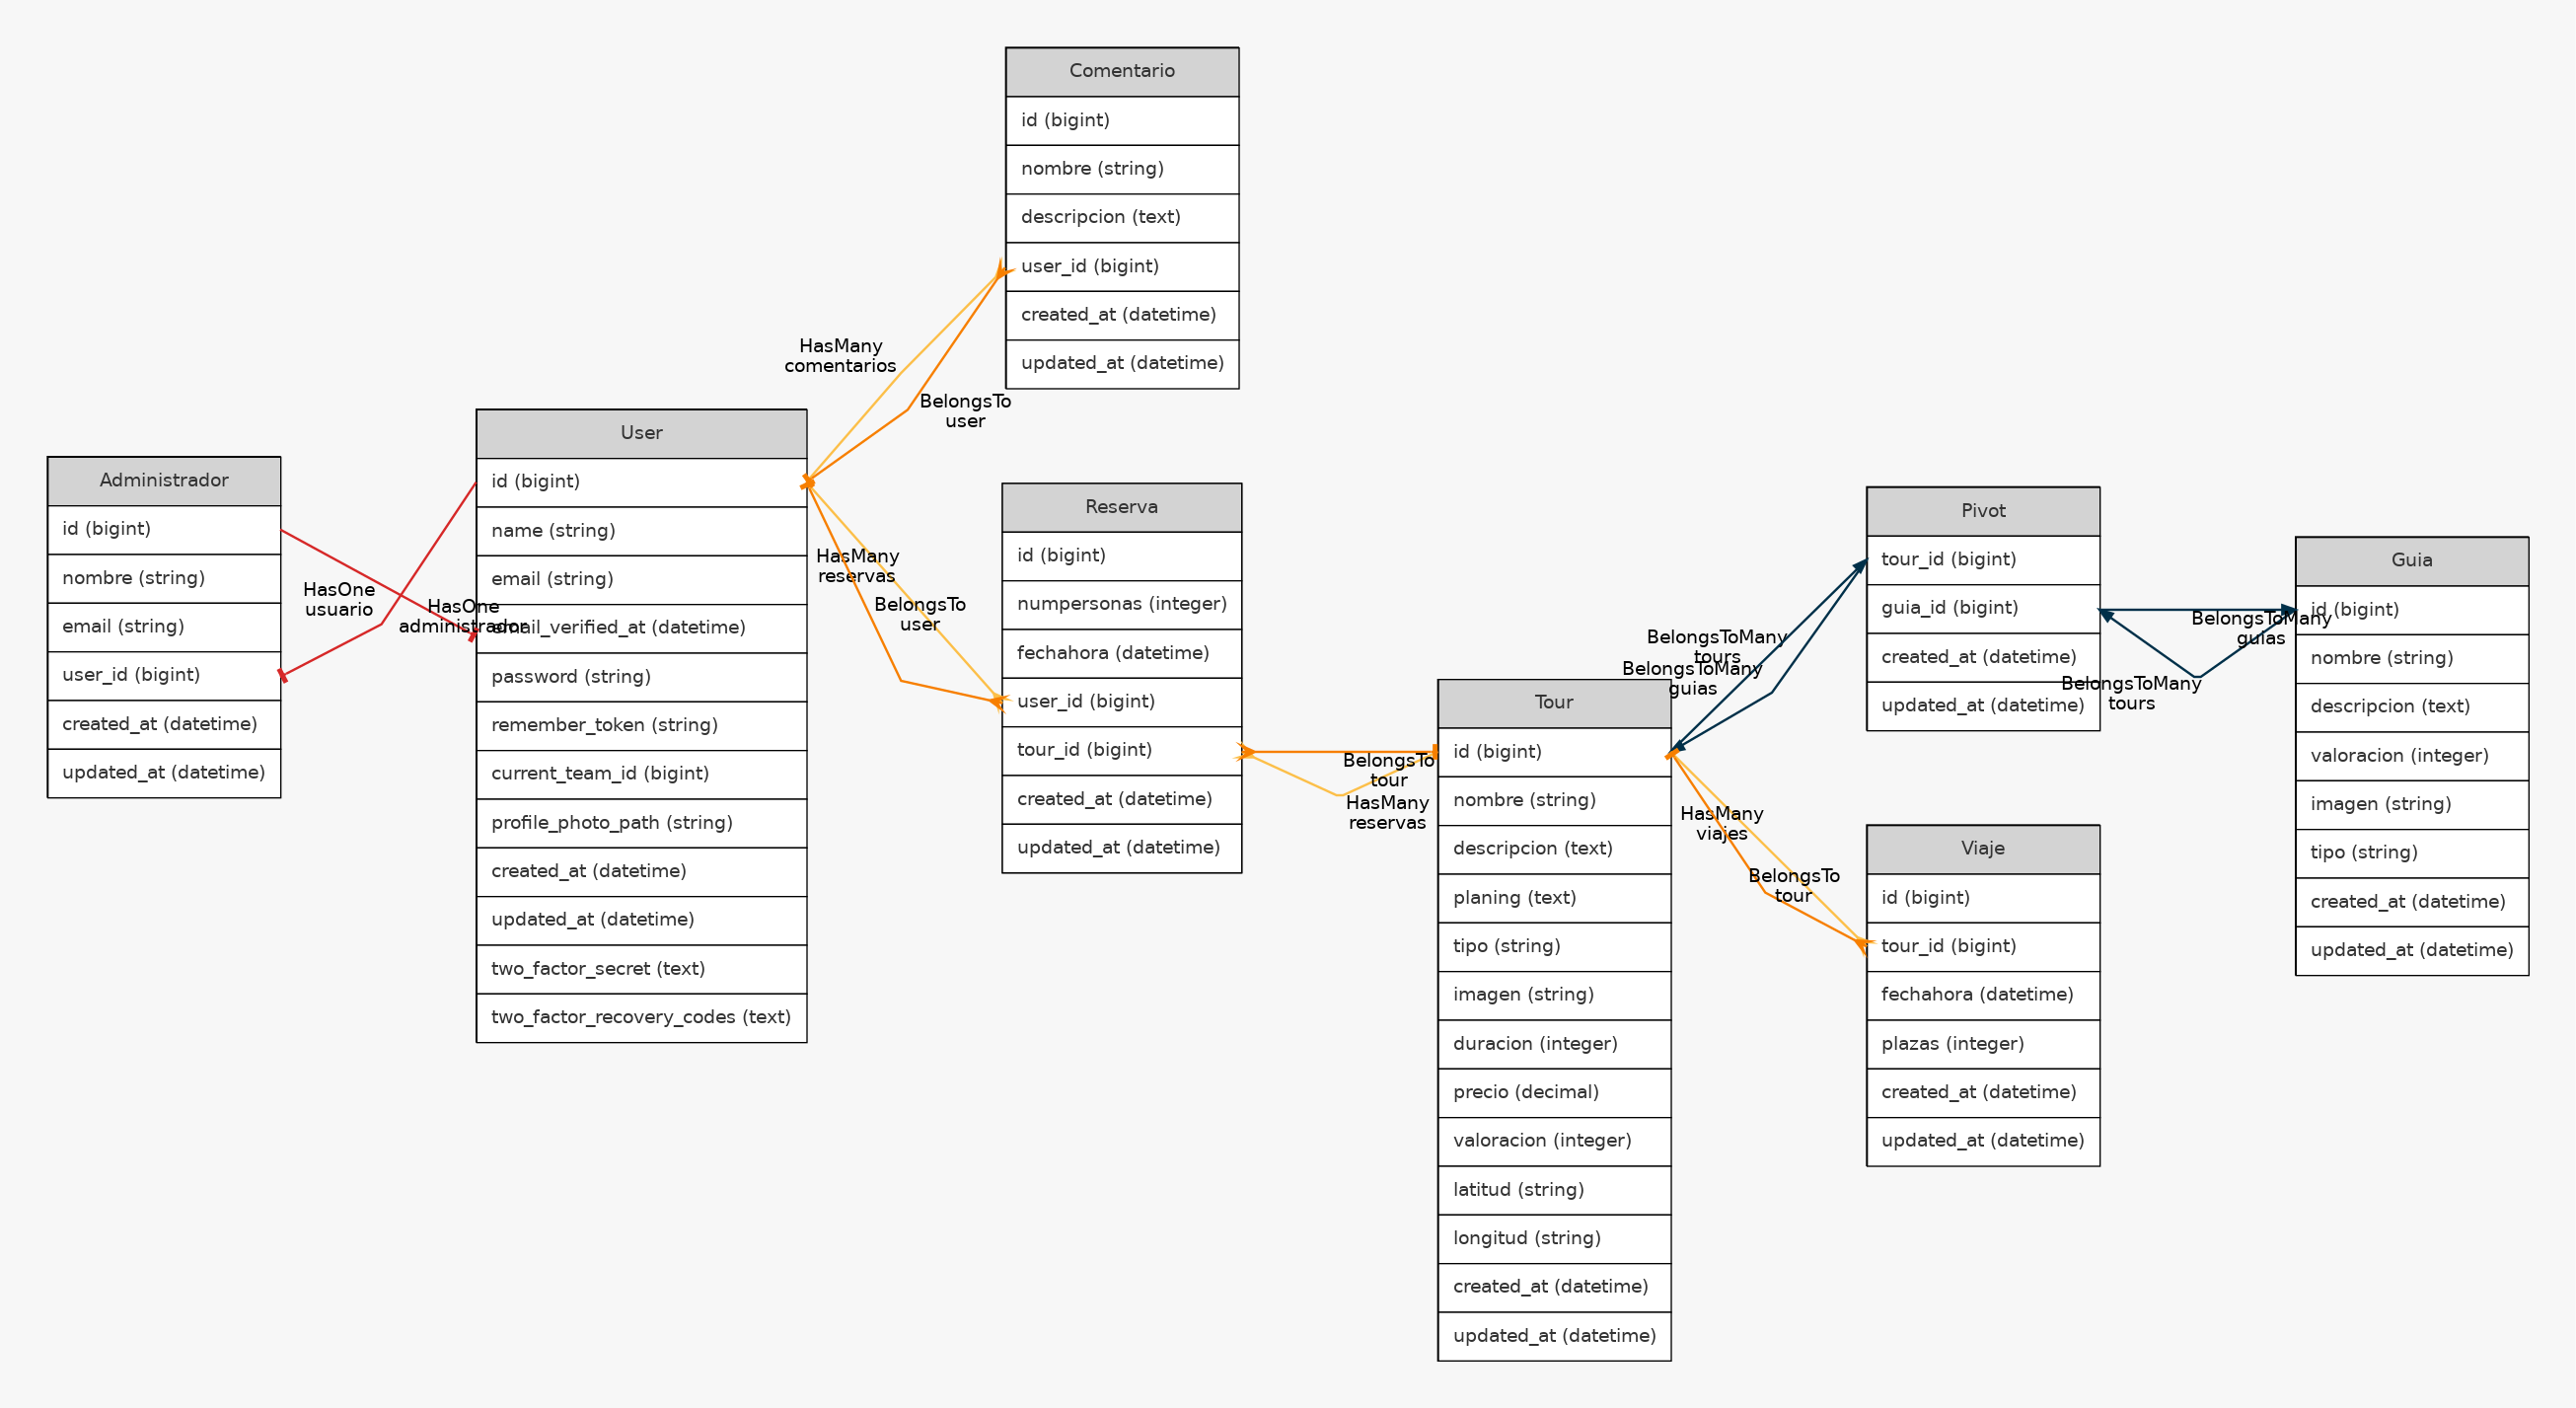 Comentario
id (bigint)
nombre (string)
descripcion (text)
user_id (bigint)
created_at (datetime)
updated_at (datetime)
HasMany
comentarios
BelongsTo
user
Administrador
id (bigint)
nombre (string)
email (string)
user_id (bigint)
created_at (datetime)
updated_at (datetime)
HasOne
usuario
HasOne
administrador
User
id (bigint)
name (string)
email (string)
email_verified_at (datetime)
password (string)
remember_token (string)
current_team_id (bigint)
profile_photo_path (string)
created_at (datetime)
updated_at (datetime)
two_factor_secret (text)
two_factor_recovery_codes (text)
HasMany
reservas
BelongsTo
user
Reserva
id (bigint)
numpersonas (integer)
fechahora (datetime)
user_id (bigint)
tour_id (bigint)
created_at (datetime)
updated_at (datetime)
BelongsTo
tour
HasMany
reservas
Tour
id (bigint)
nombre (string)
descripcion (text)
planing (text)
tipo (string)
imagen (string)
duracion (integer)
precio (decimal)
valoracion (integer)
latitud (string)
longitud (string)
created_at (datetime)
updated_at (datetime)
BelongsToMany
tours
BelongsToMany
guias
HasMany
viajes
BelongsTo
tour
Pivot
tour_id (bigint)
guia_id (bigint)
created_at (datetime)
updated_at (datetime)
BelongsToMany
guias
BelongsToMany
tours
Viaje
id (bigint)
tour_id (bigint)
fechahora (datetime)
plazas (integer)
created_at (datetime)
updated_at (datetime)
Guia
id (bigint)
nombre (string)
descripcion (text)
valoracion (integer)
imagen (string)
tipo (string)
created_at (datetime)
updated_at (datetime)